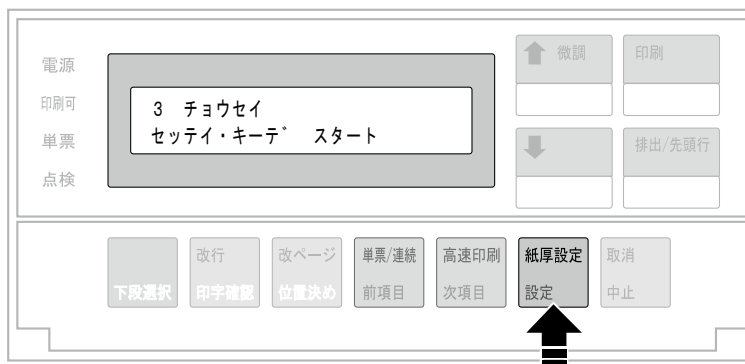 電源
印刷可
単票
点検
3 チョウセイ
セッテイ・キーデ スタート
微調
印刷
排出/先頭行
下段選択
改行
印字確認
改ページ
位置決め
単票/連続
前項目
高速印刷
次項目
紙厚設定
設定
取消
中止